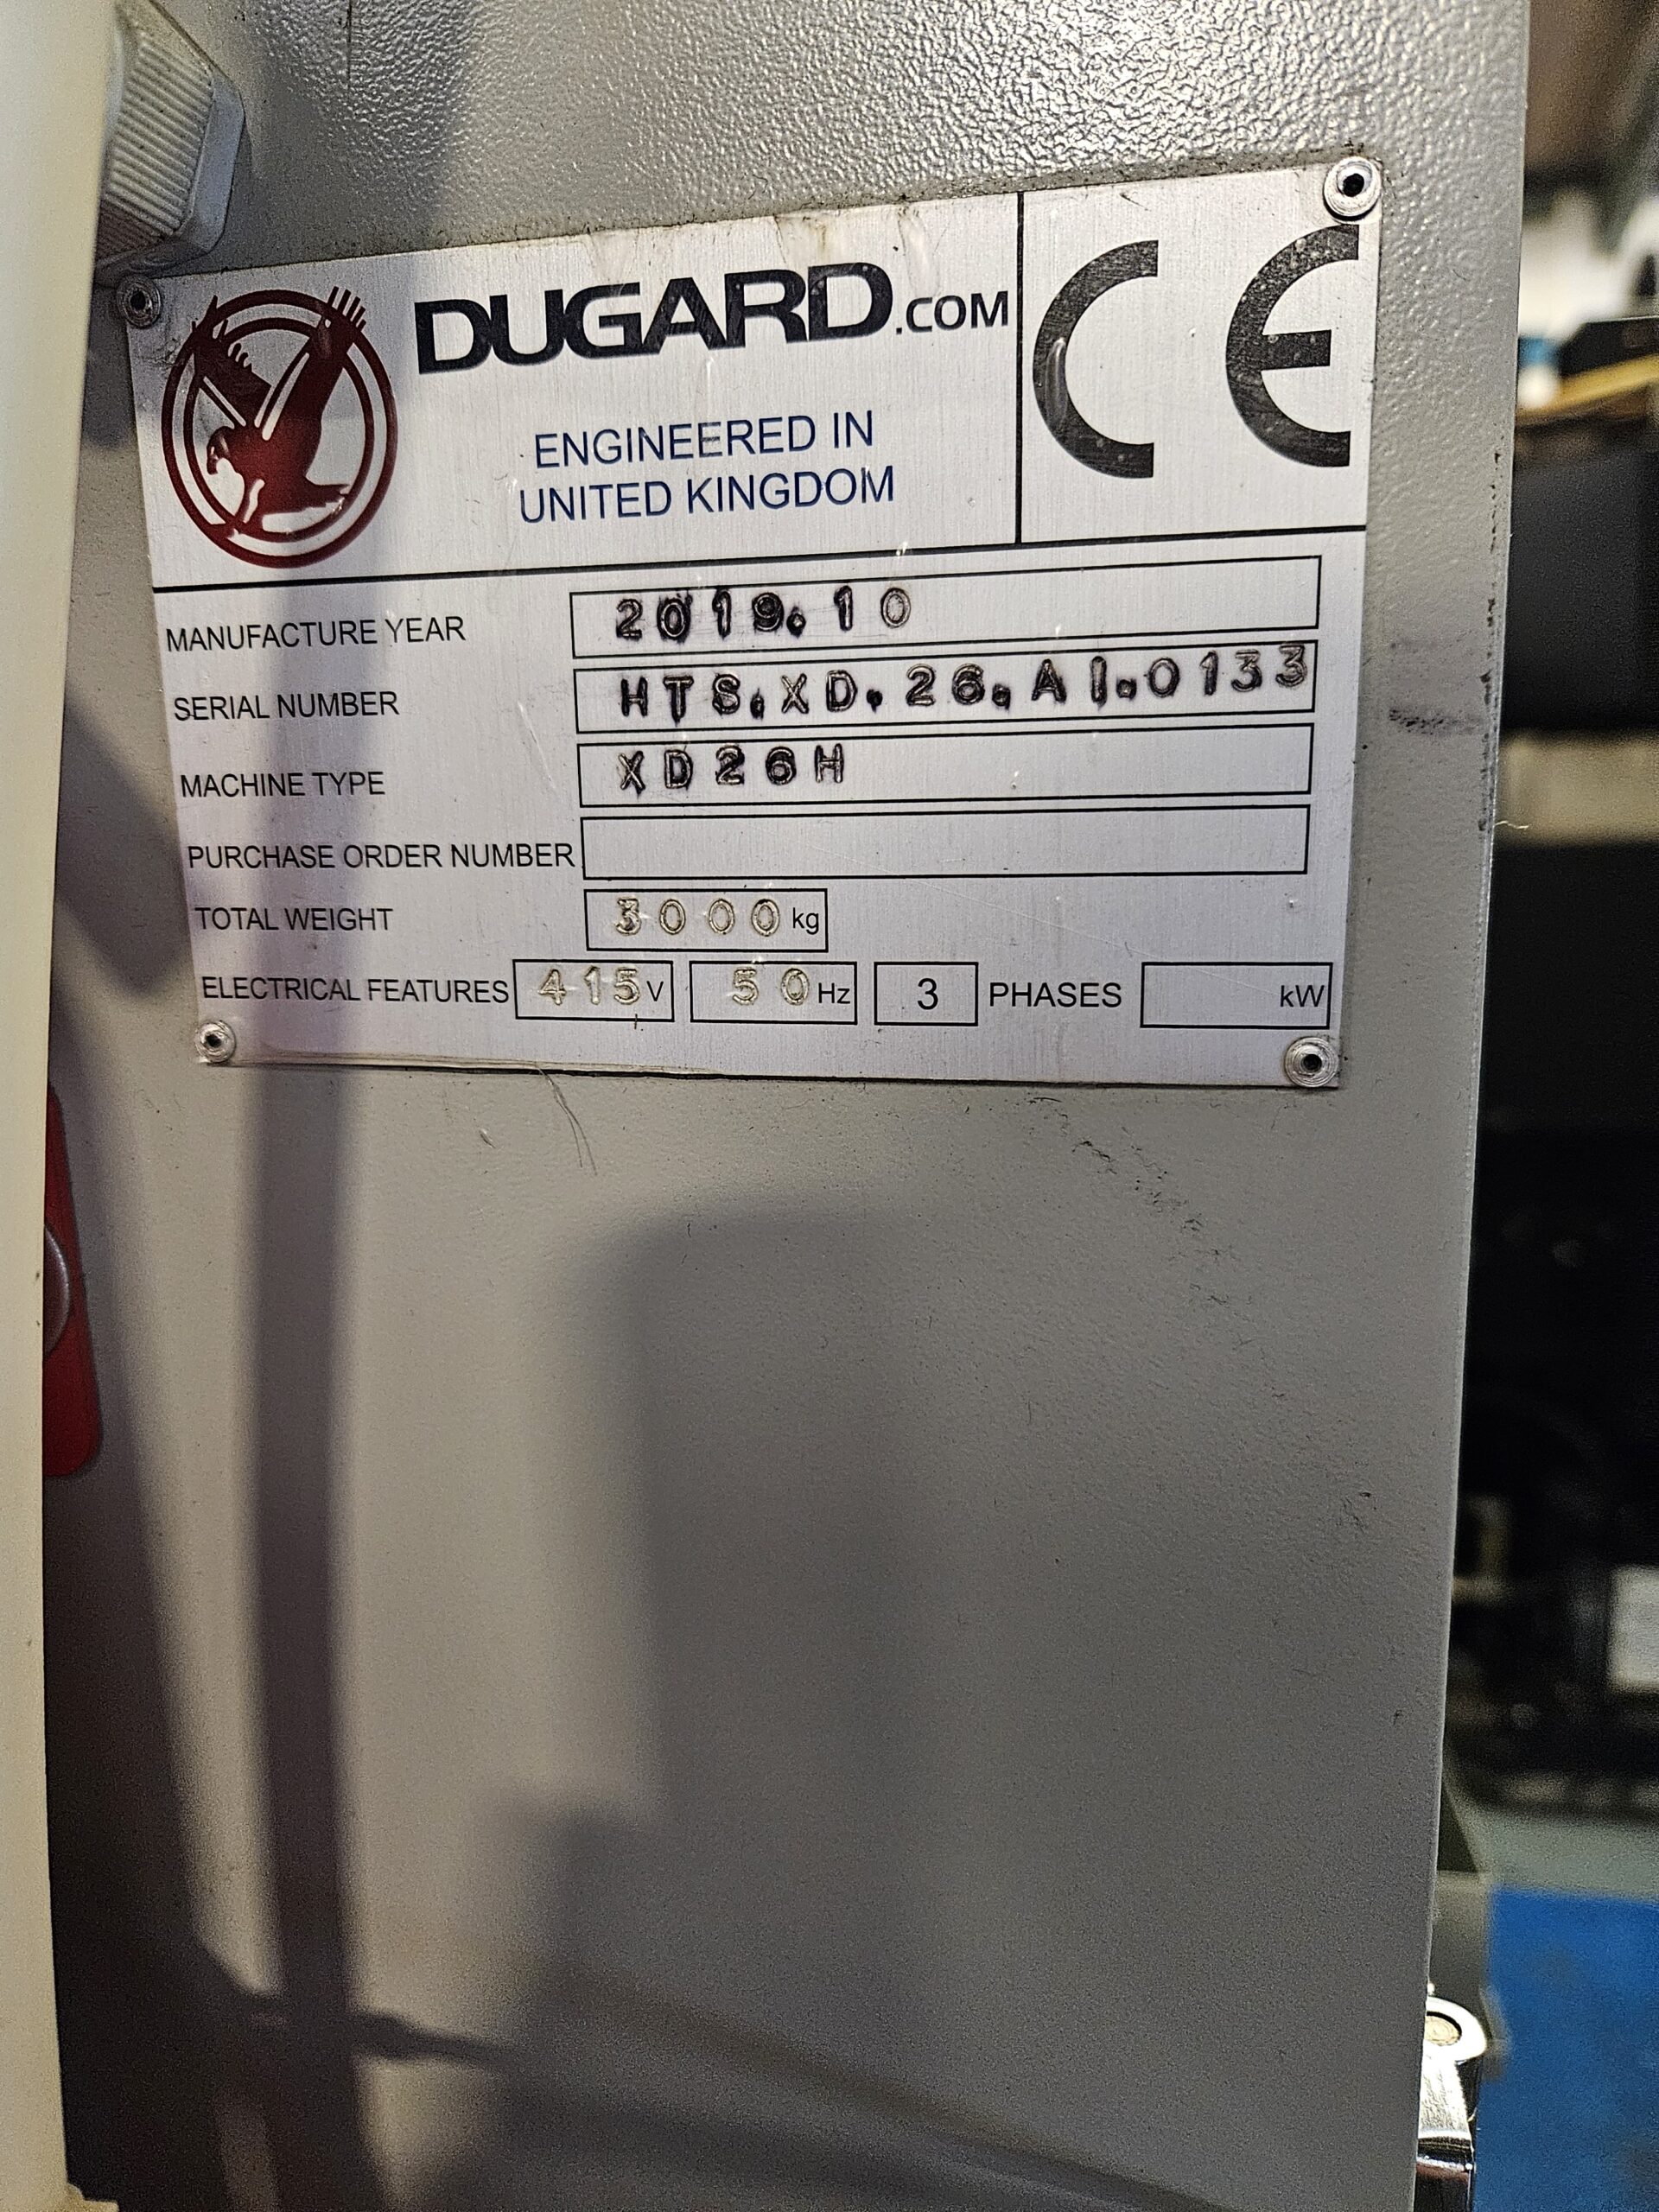 DUGARD.COM
CE
ENGINEERED IN
UNITED KINGDOM
MANUFACTURE YEAR 2019.10
SERIAL NUMBER HTS.XD.26.A1.0133
MACHINE TYPE XD26H
PURCHASE ORDER NUMBER
TOTAL WEIGHT 3000 kg
ELECTRICAL FEATURES 415 V 50 Hz 3 PHASES kW